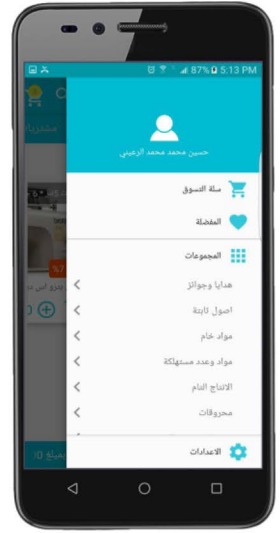 87% 5:13 PM
حسين محمد محمد الرعيني
سلة التسوق
المفضلة
المجموعات
هدايا وجوائز
اصول ثابتة
مواد خام
مواد وعدد مستهلكة
الانتاج التام
محروقات
الاعدادات